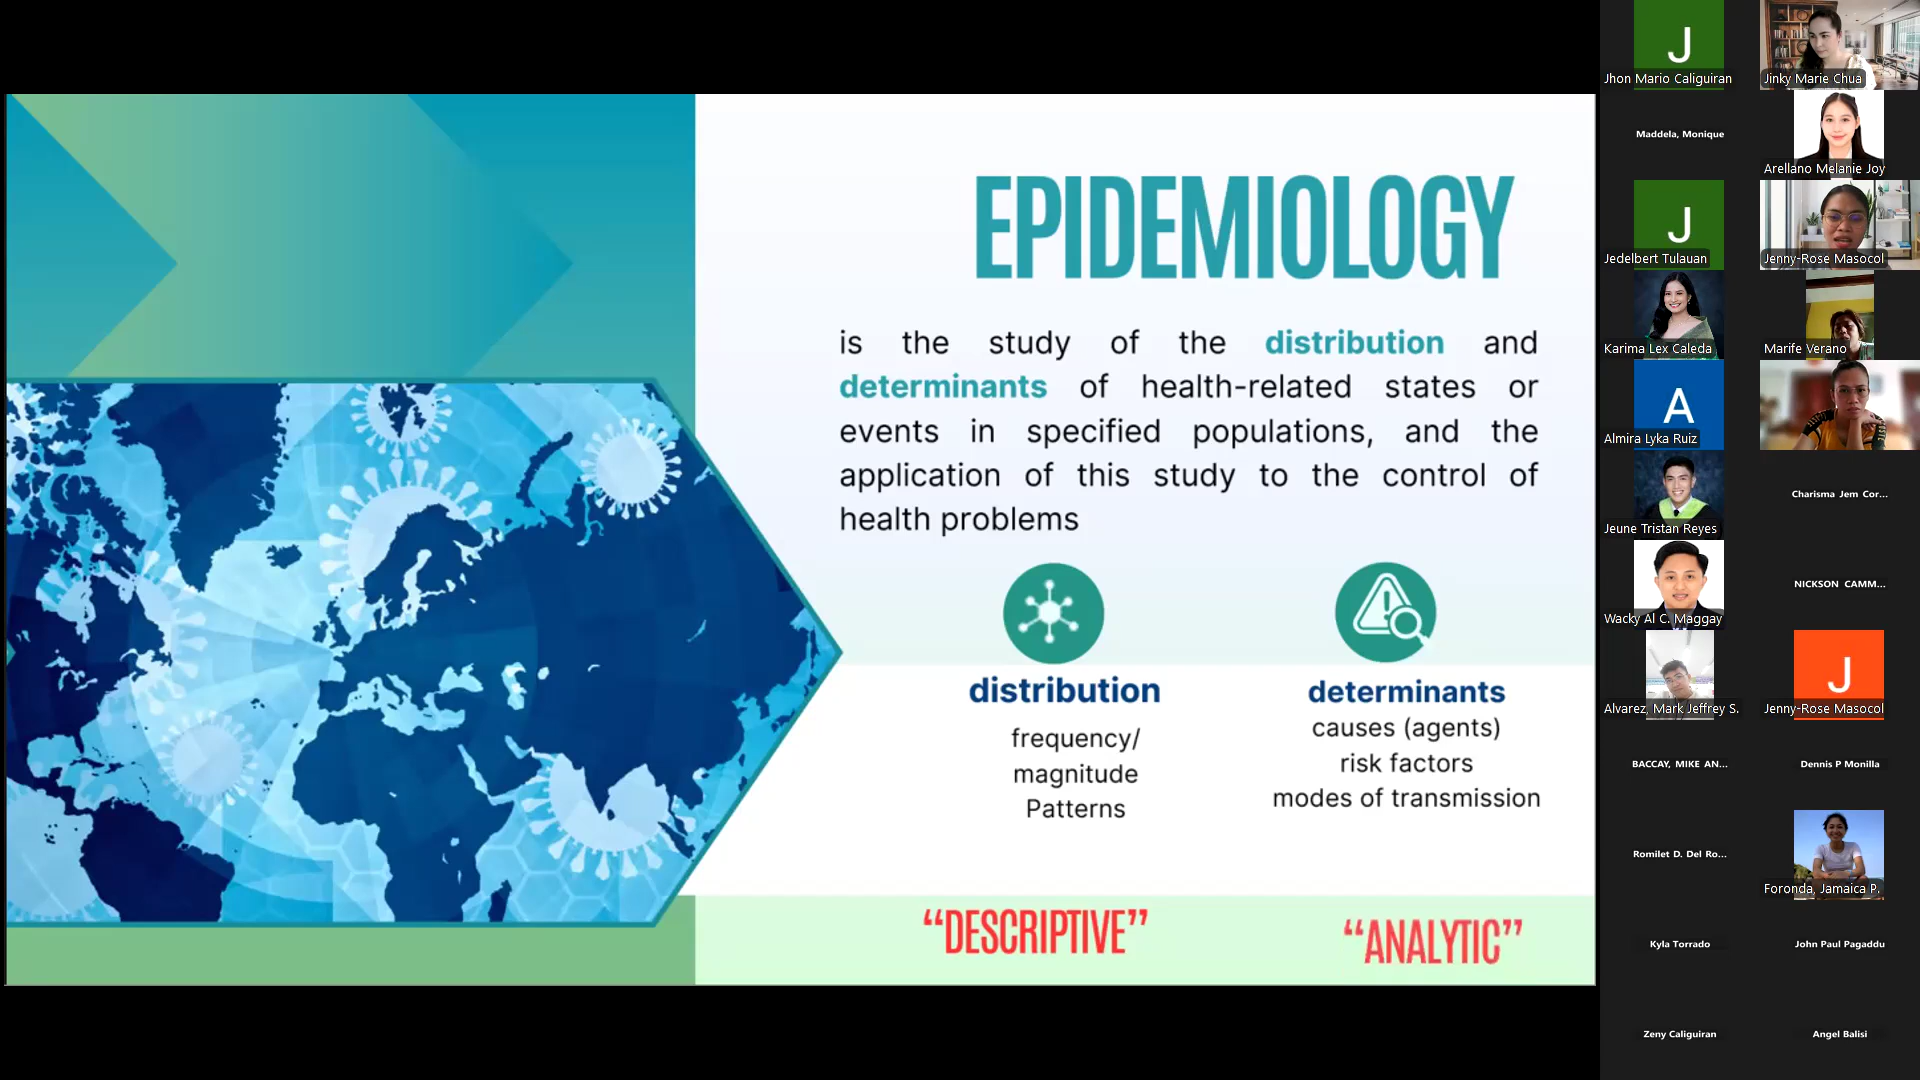 EPIDEMIOLOGY
is the study of the distribution and
determinants of health-related states or
events in specified populations, and the
application of this study to the control of
health problems
distribution
frequency/
magnitude
Patterns
determinants
causes (agents)
risk factors
modes of transmission
“DESCRIPTIVE”
“ANALYTIC”
J
Jhon Mario Caliguiran
Jinky Marie Chua
Maddela, Monique
Arellano Melanie Joy
J
Jedelbert Tulauan
Jenny-Rose Masocol
Karima Lex Caleda
Marife Verano
A
Almira Lyka Ruiz
Jeune Tristan Reyes
Charisma Jem Cor...
Wacky Al C. Maggay
NICKSON CAMM...
Alvarez, Mark Jeffrey S.
J
Jenny-Rose Masocol
BACCAY, MIKE AN...
Dennis P Monilla
Romilet D. Del Ro...
Foronda, Jamaica P.
Kyla Torrado
John Paul Pagaddu
Zeny Caliguiran
Angel Balisi